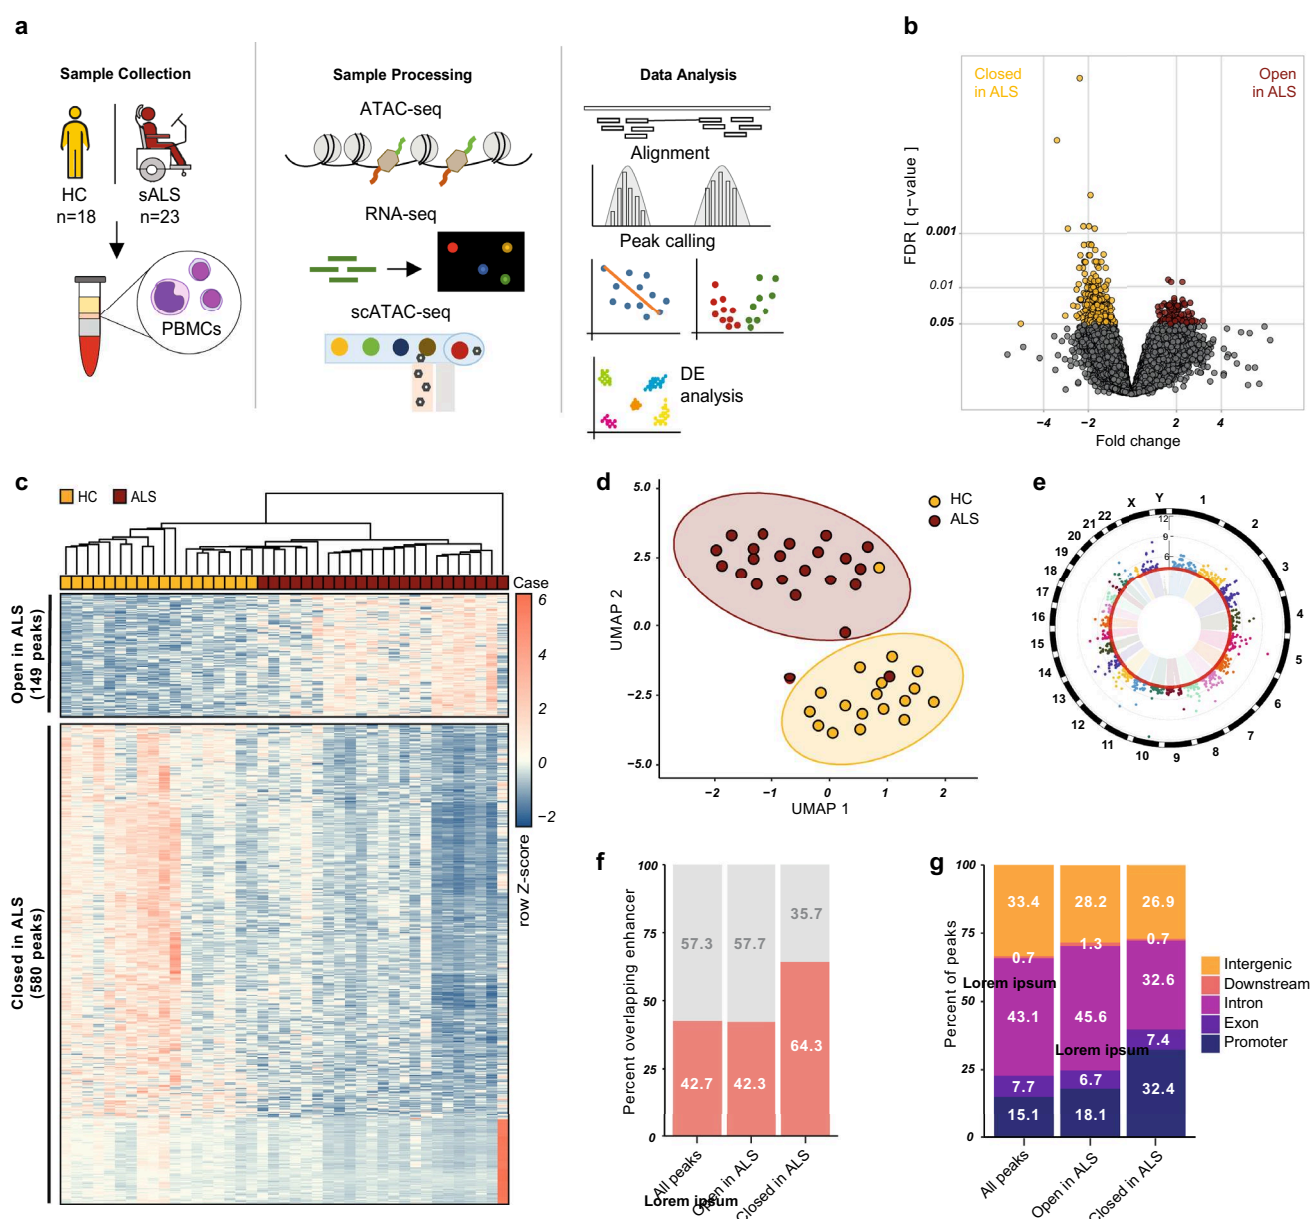 a
Sample Collection
HC
n=18
sALS
n=23
PBMCs
Sample Processing
ATAC-seq
RNA-seq
scATAC-seq
Data Analysis
Alignment
Peak calling
DE
analysis
b
Closed
in ALS
Open
in ALS
FDR [ q−value ]
0.001
0.01
0.05
−4
−2
2
4
Fold change
c
HC
ALS
Case
Open in ALS
(149 peaks)
Closed in ALS
(580 peaks)
6
4
2
0
−2
row Z-score
d
HC
ALS
UMAP 2
5.0
2.5
0.0
−2.5
−5.0
−2
−1
0
1
2
UMAP 1
e
1
2
3
4
5
6
7
8
9
10
11
12
13
14
15
16
17
18
19
20
21
22
X
Y
12
9
6
f
Percent overlapping enhancer
100
75
50
25
0
57.3
57.7
35.7
42.7
42.3
64.3
All peaks
Open in ALS
Closed in ALS
Lorem ipsum
g
Percent of peaks
100
75
50
25
0
33.4
28.2
26.9
0.7
1.3
0.7
43.1
45.6
32.6
7.7
6.7
7.4
15.1
18.1
32.4
Lorem ipsum
Lorem ipsum
All peaks
Open in ALS
Closed in ALS
Intergenic
Downstream
Intron
Exon
Promoter